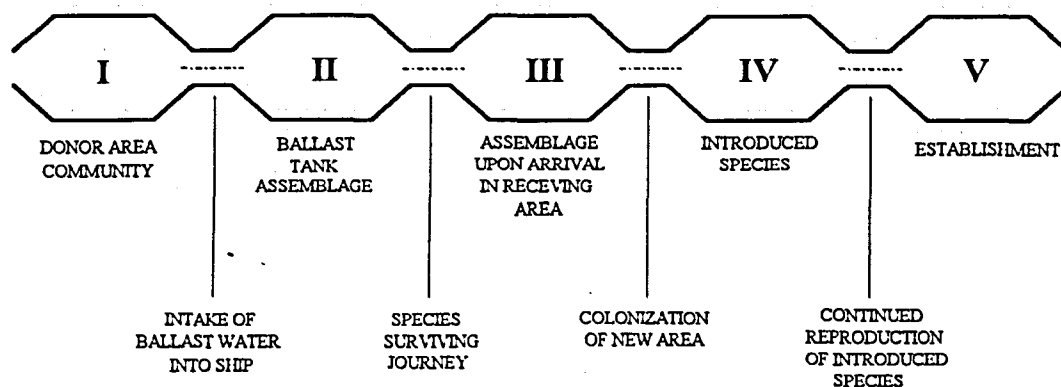 I
II
III
IV
V
DONOR AREA
COMMUNITY
BALLAST
TANK
ASSEMBLAGE
ASSEMBLAGE
UPON ARRIVAL
IN RECEVING
AREA
INTRODUCED
SPECIES
ESTABLISHMENT
INTAKE OF
BALLAST WATER
INTO SHIP
SPECIES
SURVIVING
JOURNEY
COLONIZATION
OF NEW AREA
CONTINUED
REPRODUCTION
OF INTRODUCED
SPECIES